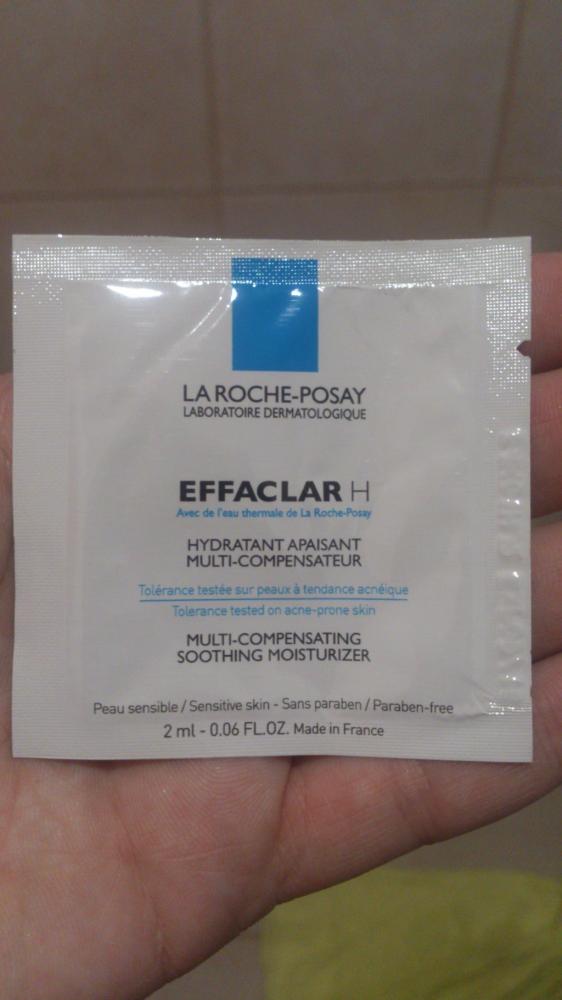 LA ROCHE-POSAY
LABORATOIRE DERMATOLOGIQUE
EFFACLAR H
Avec de l'eau thermale de La Roche-Posay
HYDRATANT APAISANT
MULTI-COMPENSATEUR
Tolérance testée sur peaux à tendance acnéique
Tolerance tested on acne-prone skin
MULTI-COMPENSATING
SOOTHING MOISTURIZER
Peau sensible / Sensitive skin - Sans paraben / Paraben-free
2 ml - 0.06 FL.OZ. Made in France